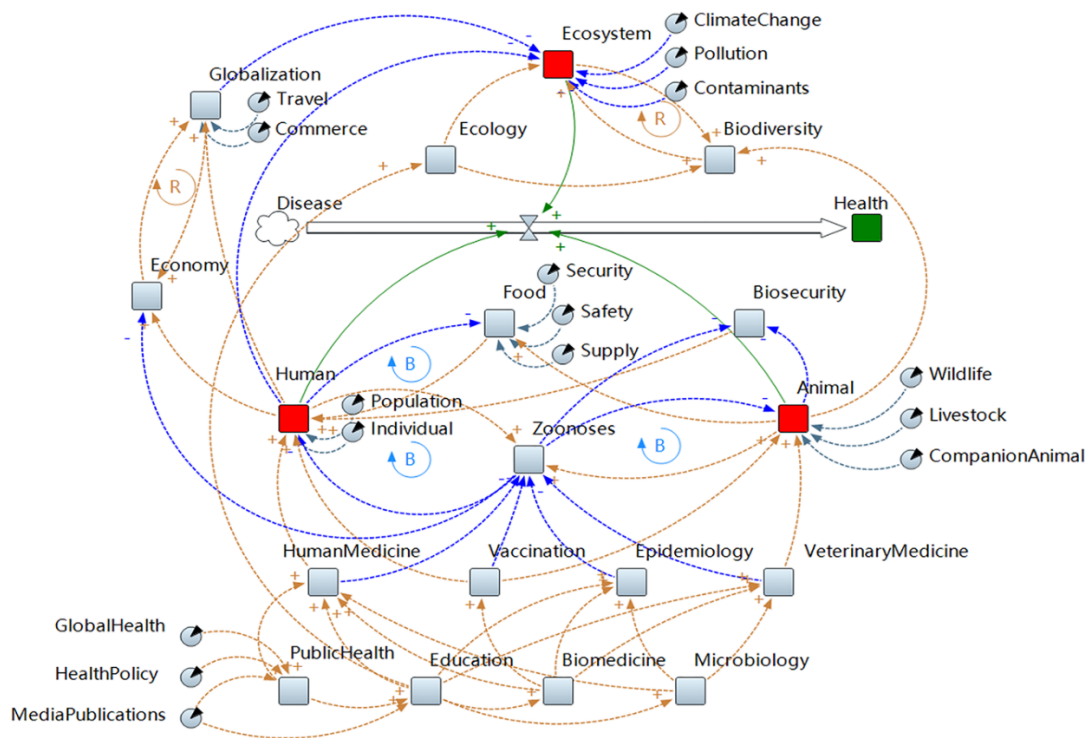 Ecosystem
ClimateChange
Pollution
Contaminants
Globalization
Travel
Commerce
Ecology
R
Biodiversity
R
Disease
Health
Economy
Security
Food
Safety
Supply
Biosecurity
B
Human
Population
Individual
B
Zoonoses
B
Animal
Wildlife
Livestock
CompanionAnimal
HumanMedicine
Vaccination
Epidemiology
VeterinaryMedicine
GlobalHealth
HealthPolicy
MediaPublications
PublicHealth
Education
Biomedicine
Microbiology